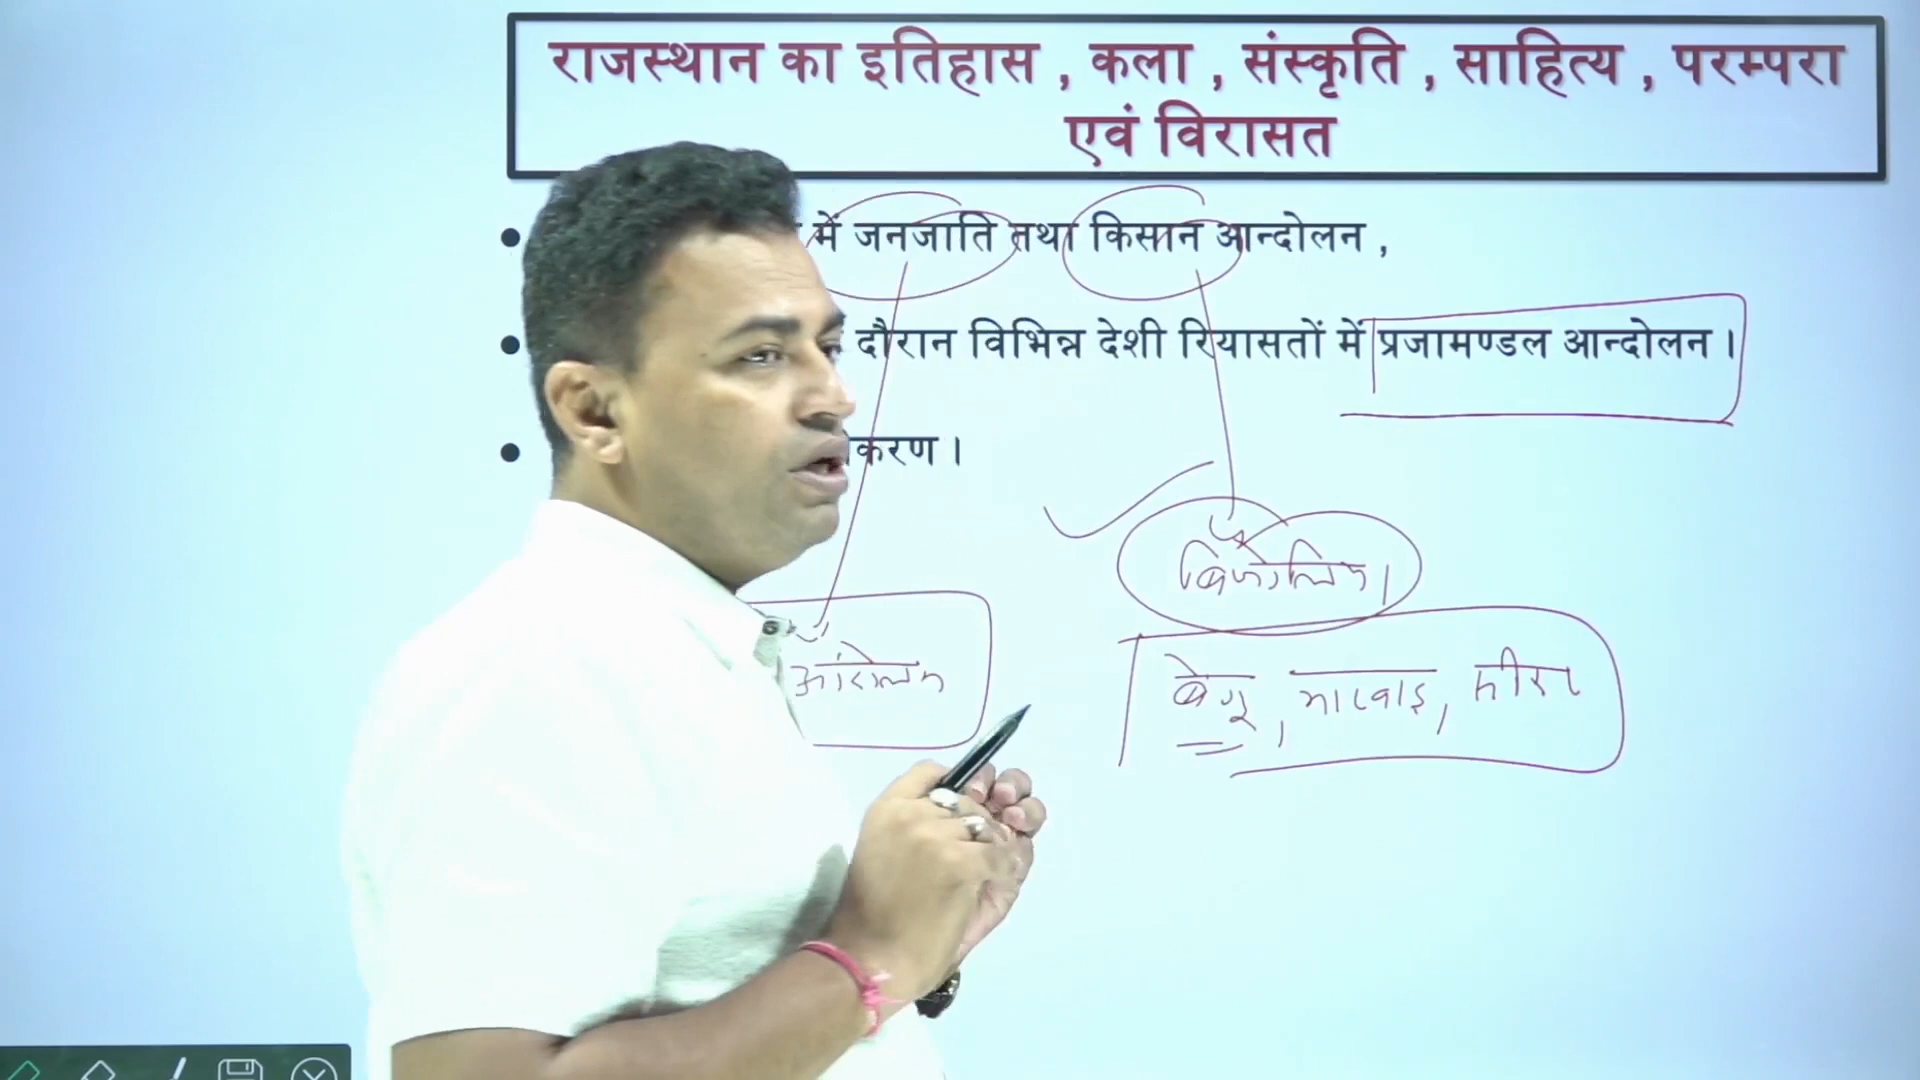 राजस्थान का इतिहास , कला , संस्कृति , साहित्य , परम्परा
एवं विरासत
में जनजाति तथा किसान आन्दोलन ,
दौरान विभिन्न देशी रियासतों में प्रजामण्डल आन्दोलन ।
करण ।
बिजोलिया
आंदोलन
बेगू , मारवाड़ ,